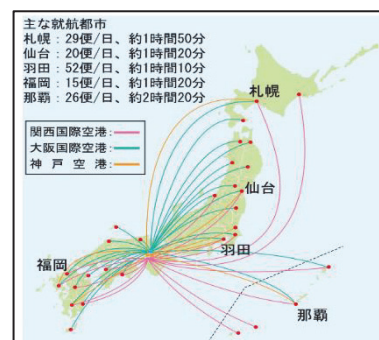 主な就航都市
札幌：29便/日、約1時間50分
仙台：20便/日、約1時間20分
羽田：52便/日、約1時間10分
福岡：15便/日、約1時間20分
那覇：26便/日、約2時間20分
札幌
関西国際空港：
大阪国際空港：
神戸空港：
仙台
羽田
福岡
那覇